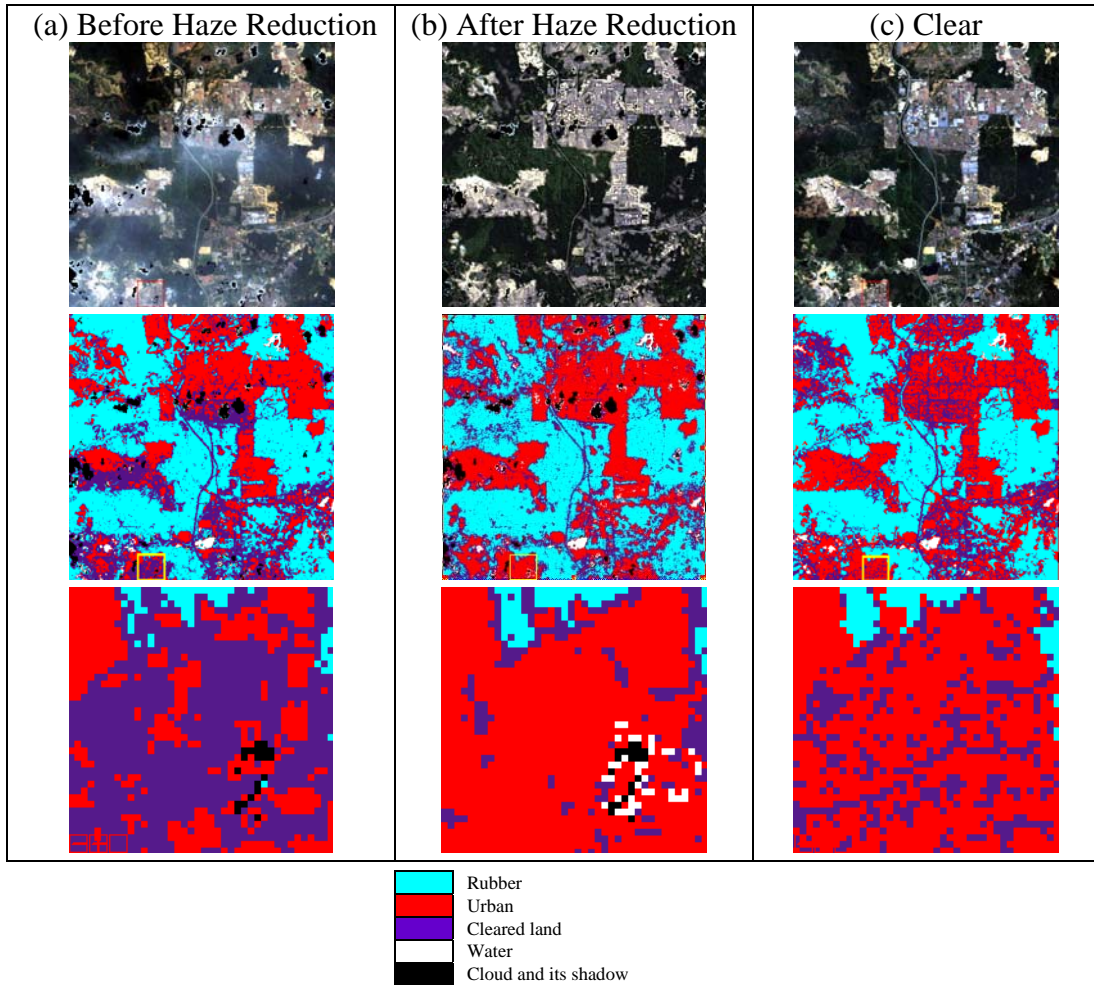 (a) Before Haze Reduction
(b) After Haze Reduction
(c) Clear
Rubber
Urban
Cleared land
Water
Cloud and its shadow